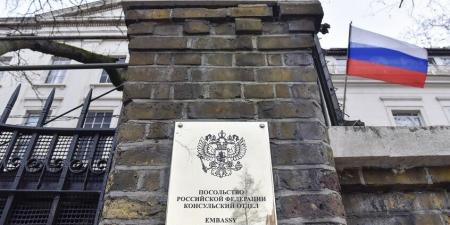 ПОСОЛЬСТВО
РОССИЙСКОЙ ФЕДЕРАЦИИ
КОНСУЛЬСКИЙ ОТДЕЛ
EMBASSY